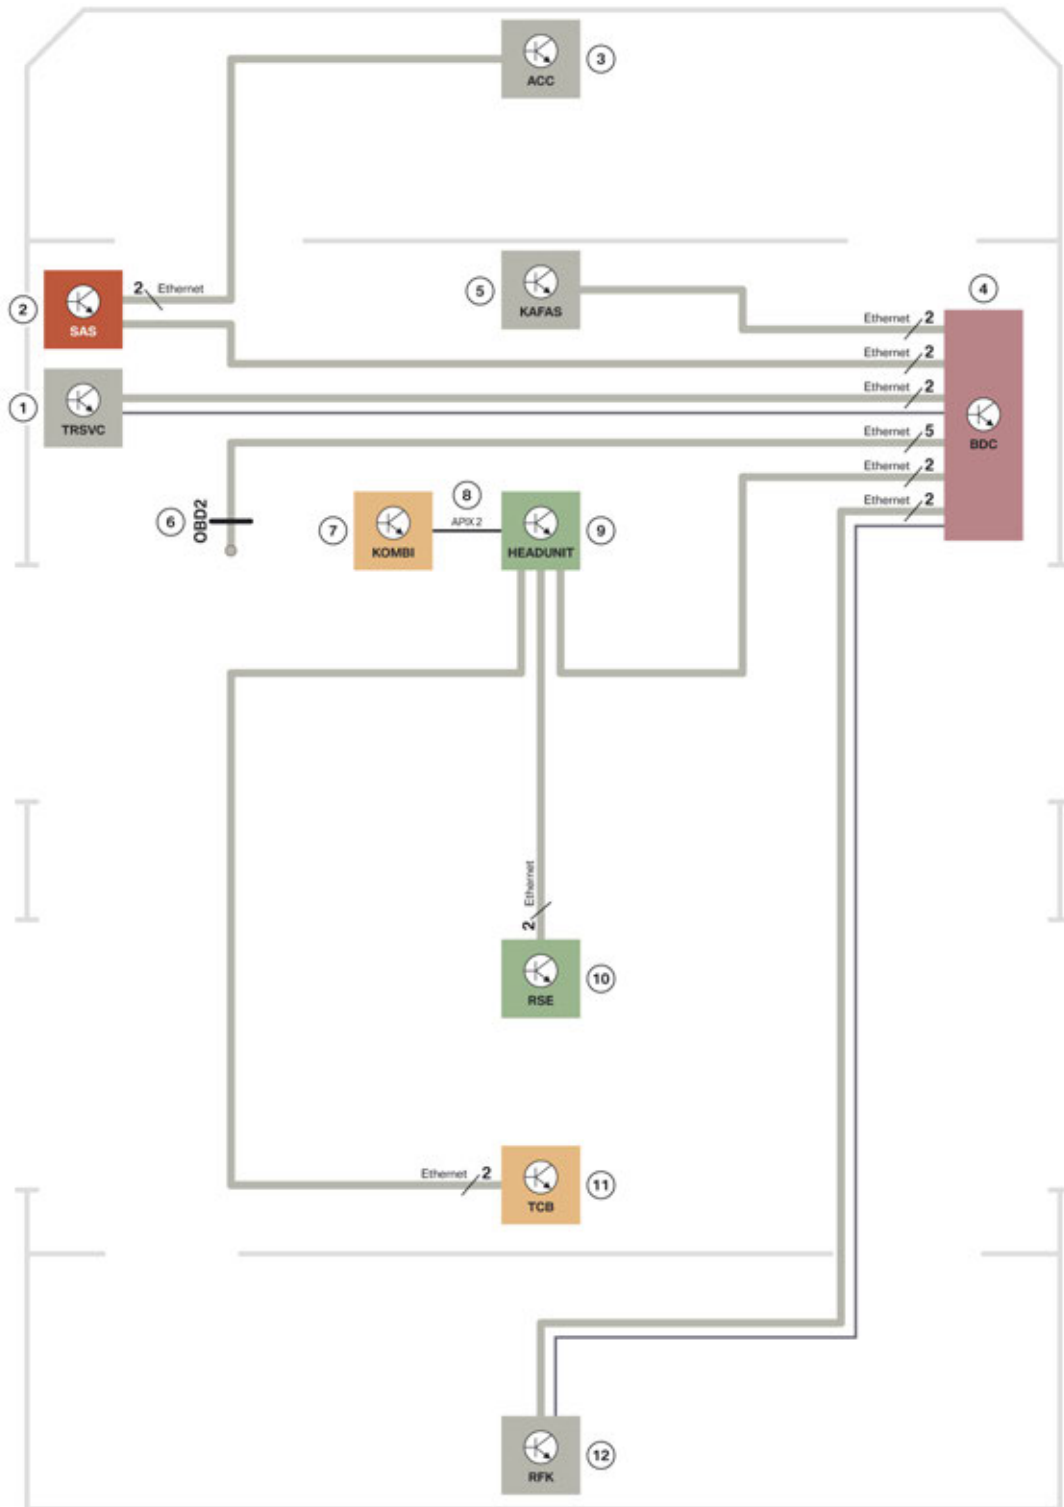 ACC
3
SAS
2
2 Ethernet
KAFAS
5
4
Ethernet 2
Ethernet 2
TRSVC
1
Ethernet 2
BDC
Ethernet 5
Ethernet 2
Ethernet 2
OBD2
6
KOMBI
7
8
APIX 2
HEADUNIT
9
2 Ethernet
RSE
10
Ethernet 2
TCB
11
RFK
12